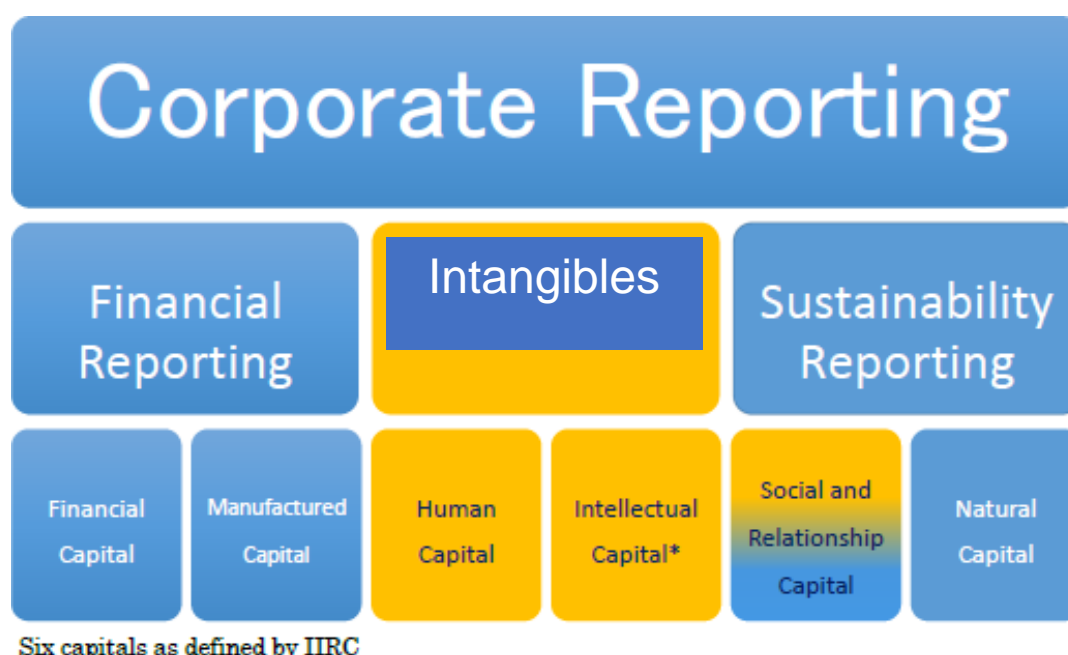 Corporate Reporting
Financial
Reporting
Intangibles
Sustainability
Reporting
Financial
Capital
Manufactured
Capital
Human
Capital
Intellectual
Capital*
Social and
Relationship
Capital
Natural
Capital
Six capitals as defined by IIRC